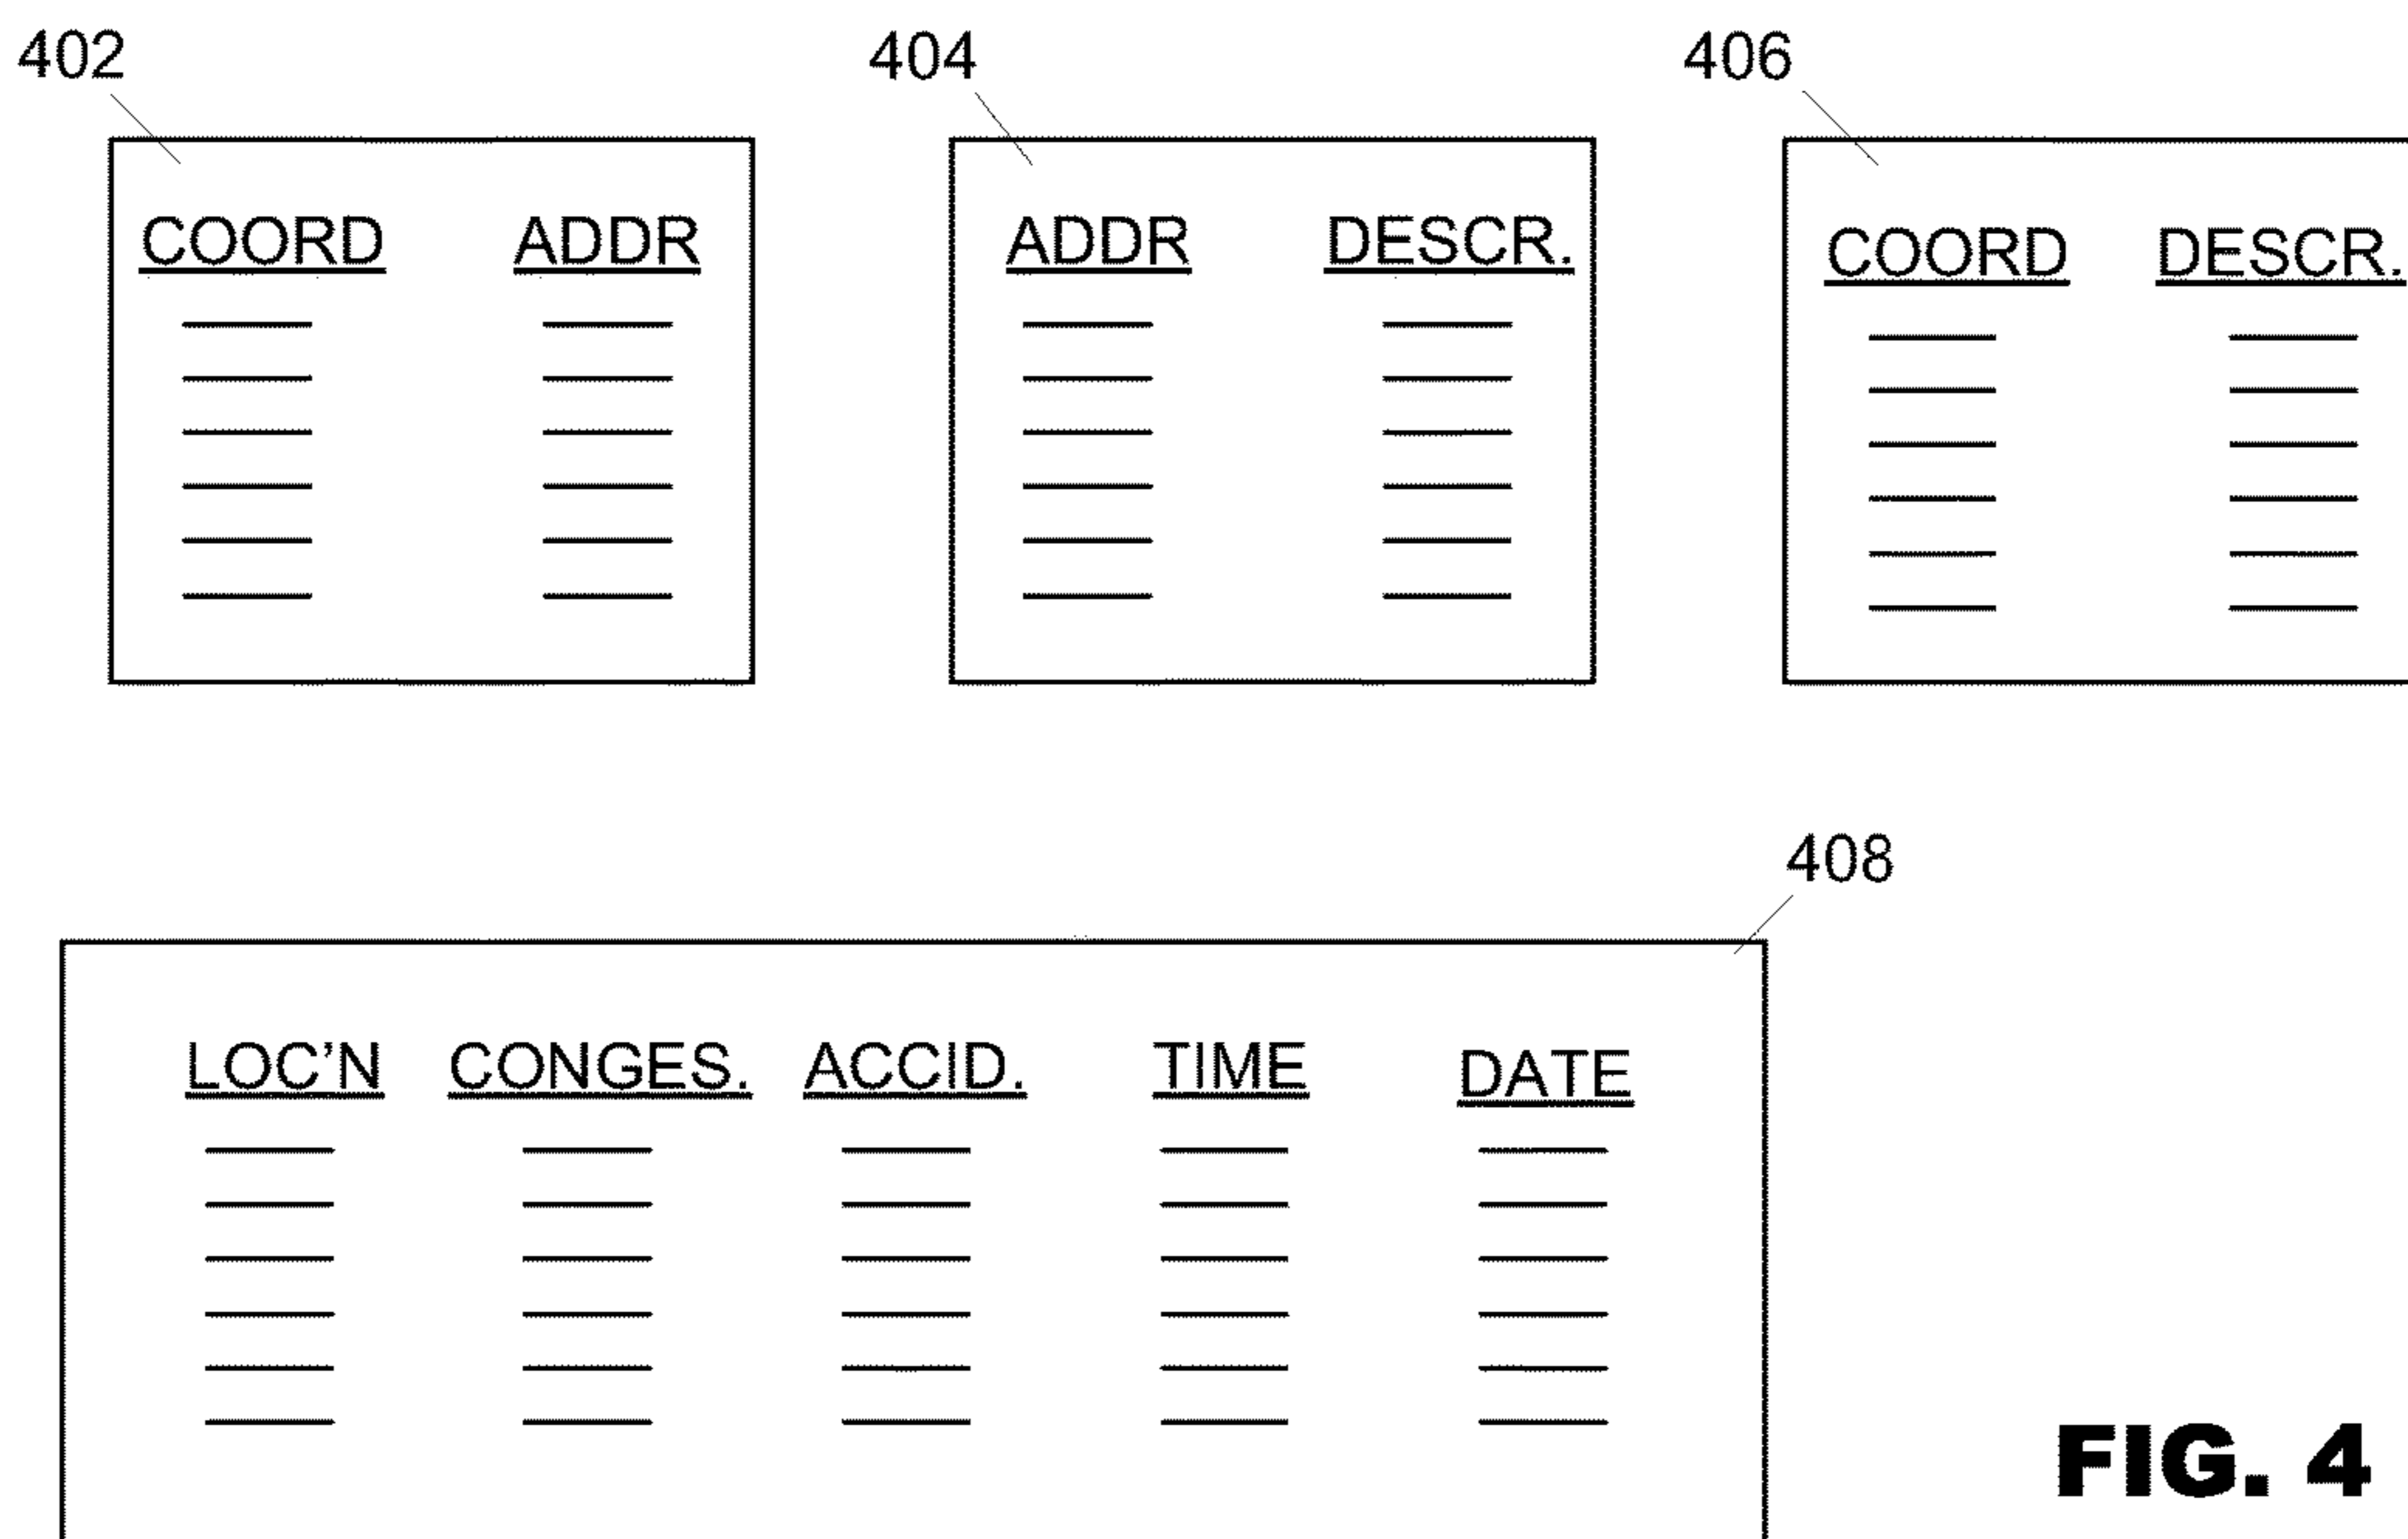 402 404 406
COORD ADDR ADDR DESCR. COORD DESCR.
408
LOC'N CONGES. ACCID. TIME DATE
FIG. 4